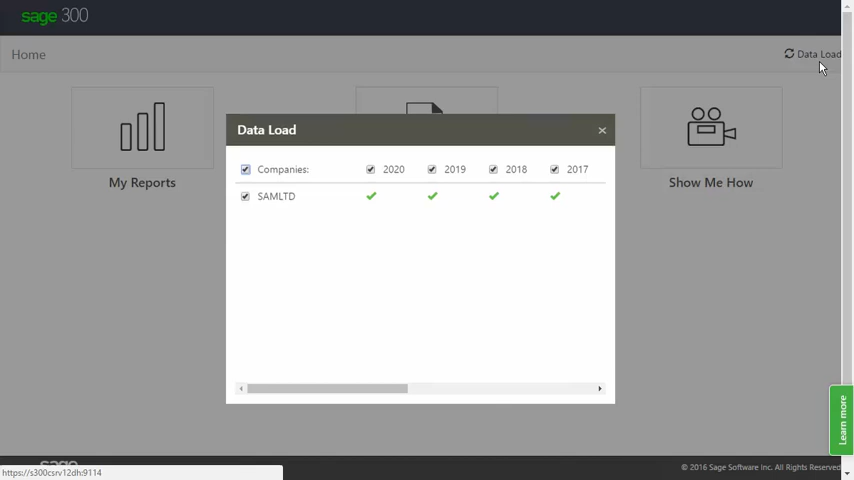 sage 300
Home
Data Load
Data Load
×
Companies: 2020 2019 2018 2017
SAMLTD
My Reports
Show Me How
Learn more
sage
© 2016 Sage Software Inc. All Rights Reserved
https://s300csrv12dh:9114